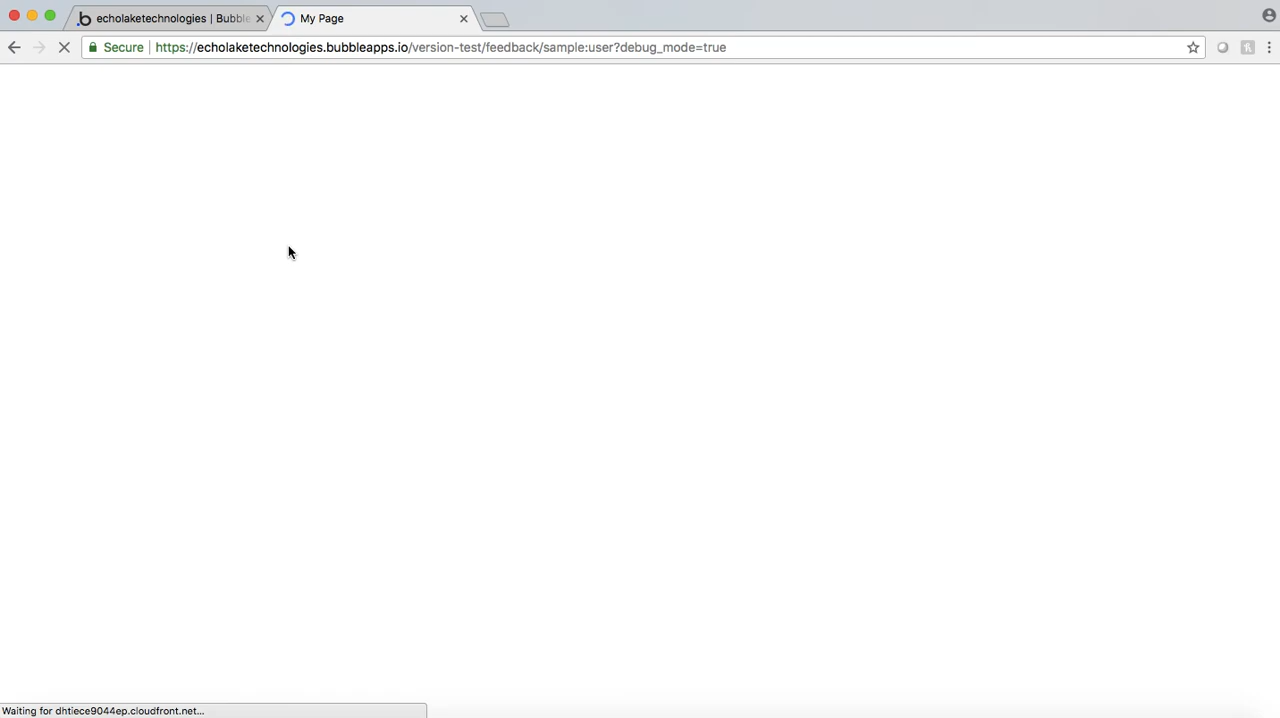 echolaketechnologies | Bubble
My Page
Secure
https://echolaketechnologies.bubbleapps.io/version-test/feedback/sample:user?debug_mode=true
Waiting for dhtiece9044ep.cloudfront.net...